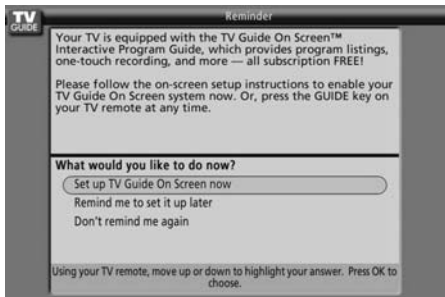 TV
GUIDE
Reminder
Your TV is equipped with the TV Guide On Screen™
Interactive Program Guide, which provides program listings,
one-touch recording, and more — all subscription FREE!
Please follow the on-screen setup instructions to enable your
TV Guide On Screen system now. Or, press the GUIDE key on
your TV remote at any time.
What would you like to do now?
Set up TV Guide On Screen now
Remind me to set it up later
Don't remind me again
Using your TV remote, move up or down to highlight your answer. Press OK to
choose.